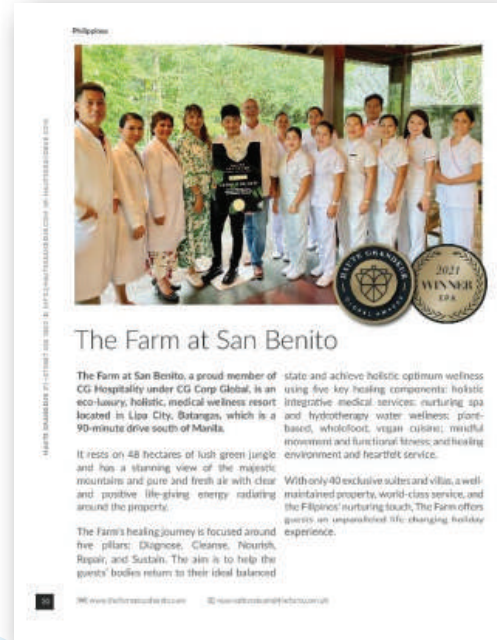 Philippines
HAUTE GRANDEUR
GLOBAL AWARDS
2021
WINNER
SPA
The Farm at San Benito
The Farm at San Benito, a proud member of
CG Hospitality under CG Corp Global, is an
eco-luxury, holistic, medical wellness resort
located in Lipa City, Batangas, which is a
90-minute drive south of Manila.
It rests on 48 hectares of lush green jungle
and has a stunning view of the majestic
mountains and pure and fresh air with clear
and positive life-giving energy radiating
around the property.
The Farm's healing journey is focused around
five pillars: Diagnose, Cleanse, Nourish,
Repair, and Sustain. The aim is to help the
guests' bodies return to their ideal balanced
state and achieve holistic optimum wellness
using five key healing components: holistic
integrative medical services; nurturing spa
and hydrotherapy water wellness; plant-
based, wholefood, vegan cuisine; mindful
movement and functional fitness; and healing
environment and heartfelt service.
With only 40 exclusive suites and villas, a well-
maintained property, world-class service, and
the Filipinos' nurturing touch, The Farm offers
guests an unparalleled life-changing holiday
experience.